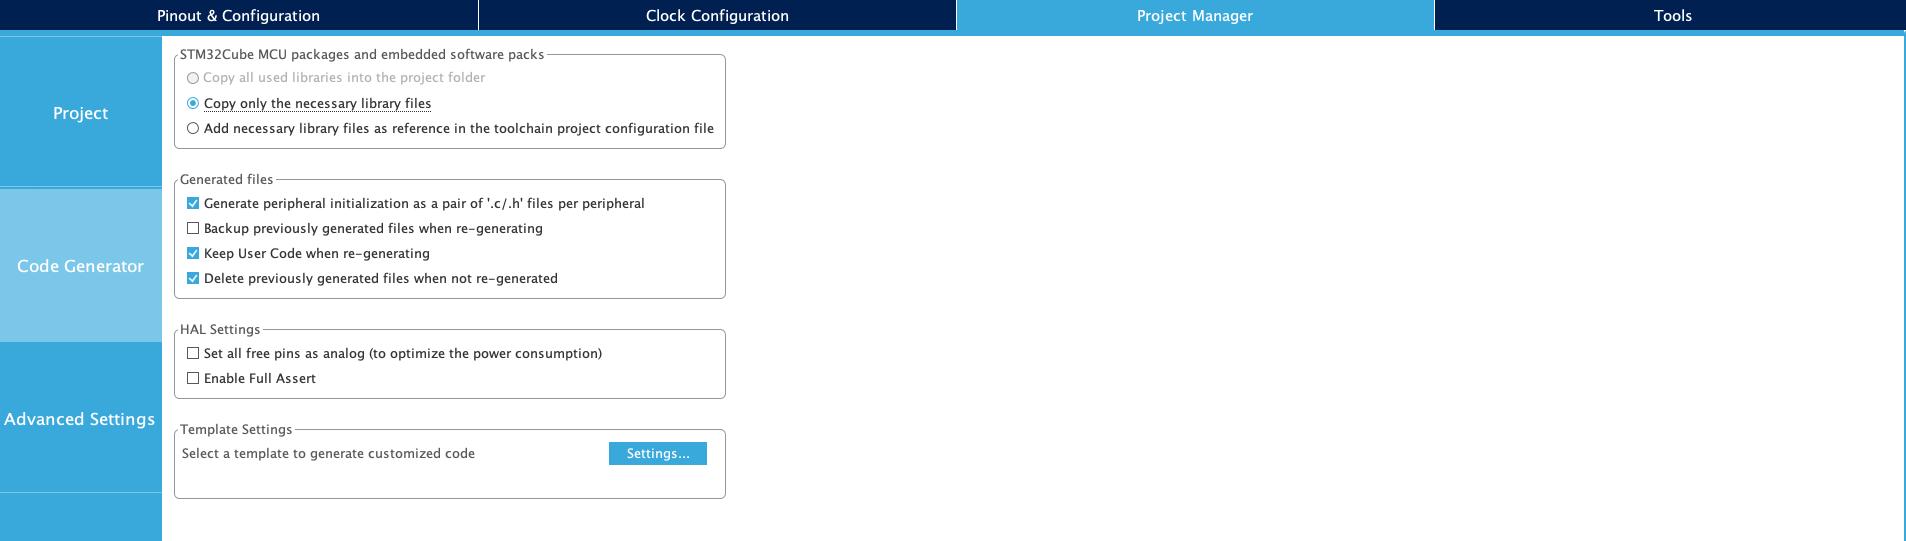 Pinout & Configuration
Clock Configuration
Project Manager
Tools
Project
Code Generator
Advanced Settings
STM32Cube MCU packages and embedded software packs
Copy all used libraries into the project folder
Copy only the necessary library files
Add necessary library files as reference in the toolchain project configuration file
Generated files
Generate peripheral initialization as a pair of '.c/.h' files per peripheral
Backup previously generated files when re-generating
Keep User Code when re-generating
Delete previously generated files when not re-generated
HAL Settings
Set all free pins as analog (to optimize the power consumption)
Enable Full Assert
Template Settings
Select a template to generate customized code
Settings...